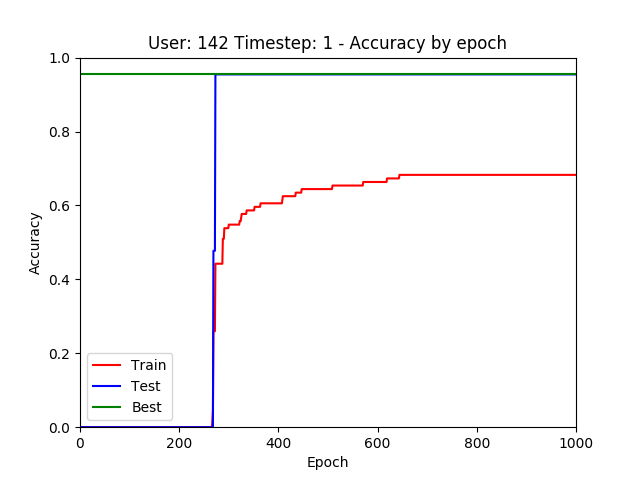 User: 142 Timestep: 1 - Accuracy by epoch
1.0
0.8
0.6
0.4
0.2
0.0
Accuracy
Train
Test
Best
0 200 400 600 800 1000
Epoch